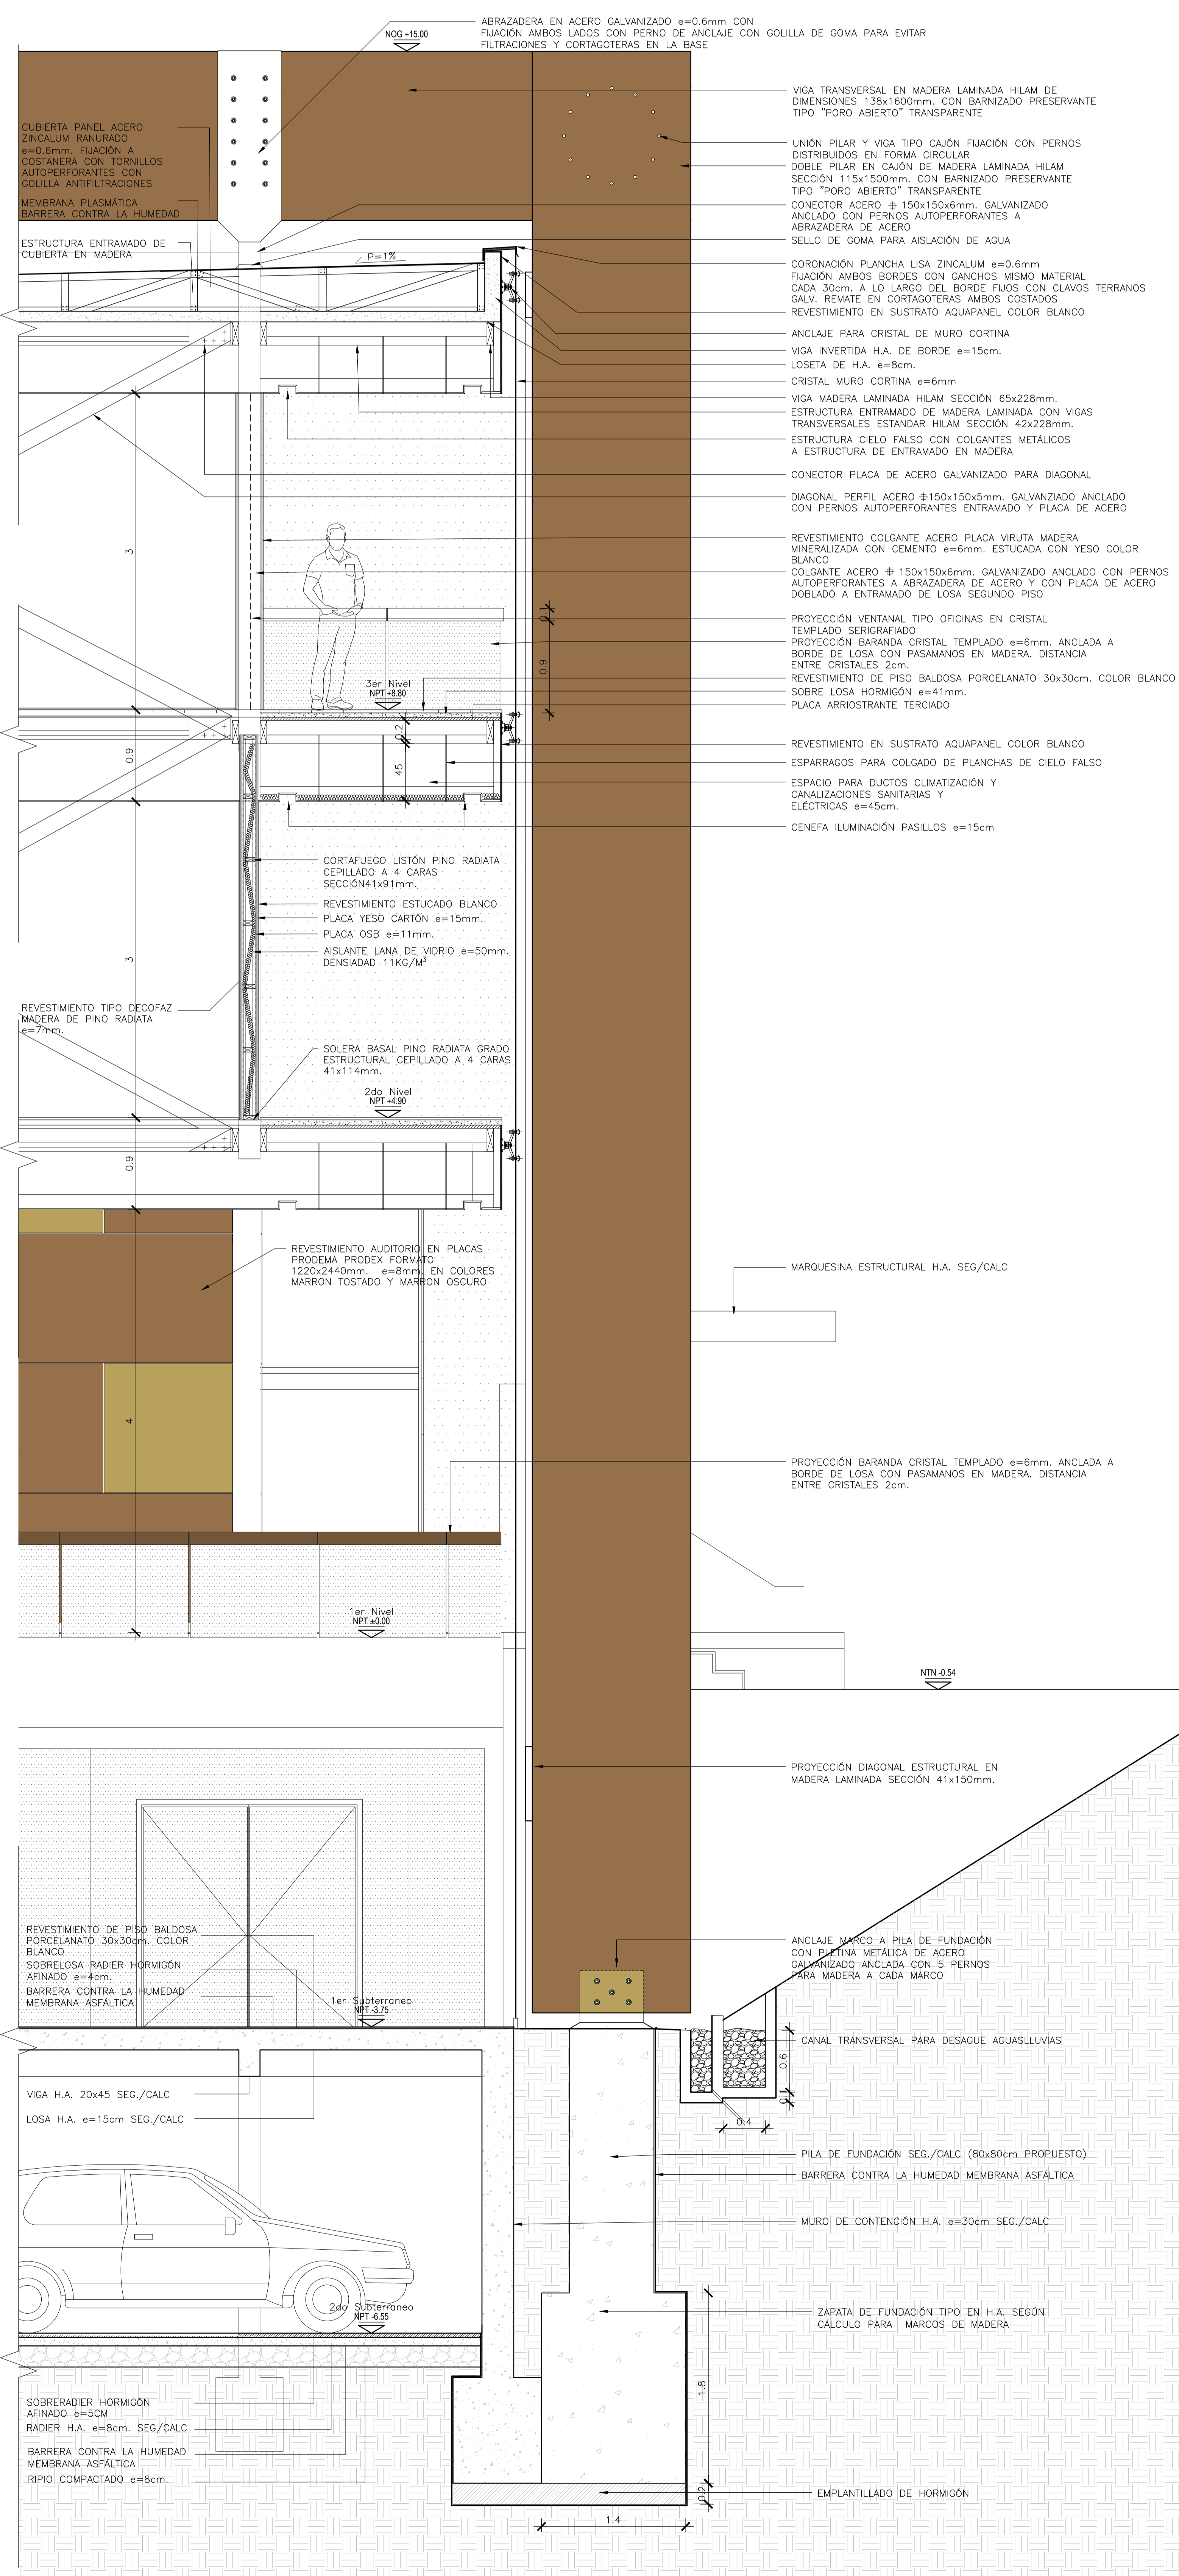 ABRAZADERA EN ACERO GALVANIZADO e=0.6mm CON
FIJACIÓN AMBOS LADOS CON PERNO DE ANCLAJE CON GOLILLA DE GOMA PARA EVITAR
FILTRACIONES Y CORTAGOTERAS EN LA BASE
NOG +15.00
VIGA TRANSVERSAL EN MADERA LAMINADA HILAM DE
DIMENSIONES 138x1600mm. CON BARNIZADO PRESERVANTE
TIPO "PORO ABIERTO" TRANSPARENTE
UNIÓN PILAR Y VIGA TIPO CAJÓN FIJACIÓN CON PERNOS
DISTRIBUIDOS EN FORMA CIRCULAR
DOBLE PILAR EN CAJÓN DE MADERA LAMINADA HILAM
SECCIÓN 115x1500mm. CON BARNIZADO PRESERVANTE
TIPO "PORO ABIERTO" TRANSPARENTE
CONECTOR ACERO ⌗ 150x150x6mm. GALVANIZADO
ANCLADO CON PERNOS AUTOPERFORANTES A
ABRAZADERA DE ACERO
SELLO DE GOMA PARA AISLACIÓN DE AGUA
CORONACIÓN PLANCHA LISA ZINCALUM e=0.6mm
FIJACIÓN AMBOS BORDES CON GANCHOS MISMO MATERIAL
CADA 30cm. A LO LARGO DEL BORDE FIJOS CON CLAVOS TERRANOS
GALV. REMATE EN CORTAGOTERAS AMBOS COSTADOS
REVESTIMIENTO EN SUSTRATO AQUAPANEL COLOR BLANCO
ANCLAJE PARA CRISTAL DE MURO CORTINA
VIGA INVERTIDA H.A. DE BORDE e=15cm.
LOSETA DE H.A. e=8cm.
CRISTAL MURO CORTINA e=6mm
VIGA MADERA LAMINADA HILAM SECCIÓN 65x228mm.
ESTRUCTURA ENTRAMADO DE MADERA LAMINADA CON VIGAS
TRANSVERSALES ESTANDAR HILAM SECCIÓN 42x228mm.
ESTRUCTURA CIELO FALSO CON COLGANTES METÁLICOS
A ESTRUCTURA DE ENTRAMADO EN MADERA
CONECTOR PLACA DE ACERO GALVANIZADO PARA DIAGONAL
DIAGONAL PERFIL ACERO ⌗150x150x5mm. GALVANZIADO ANCLADO
CON PERNOS AUTOPERFORANTES ENTRAMADO Y PLACA DE ACERO
REVESTIMIENTO COLGANTE ACERO PLACA VIRUTA MADERA
MINERALIZADA CON CEMENTO e=6mm. ESTUCADA CON YESO COLOR
BLANCO
COLGANTE ACERO ⌗ 150x150x6mm. GALVANIZADO ANCLADO CON PERNOS
AUTOPERFORANTES A ABRAZADERA DE ACERO Y CON PLACA DE ACERO
DOBLADO A ENTRAMADO DE LOSA SEGUNDO PISO
PROYECCIÓN VENTANAL TIPO OFICINAS EN CRISTAL
TEMPLADO SERIGRAFIADO
PROYECCIÓN BARANDA CRISTAL TEMPLADO e=6mm. ANCLADA A
BORDE DE LOSA CON PASAMANOS EN MADERA. DISTANCIA
ENTRE CRISTALES 2cm.
REVESTIMIENTO DE PISO BALDOSA PORCELANATO 30x30cm. COLOR BLANCO
SOBRE LOSA HORMIGÓN e=41mm.
PLACA ARRIOSTRANTE TERCIADO
REVESTIMIENTO EN SUSTRATO AQUAPANEL COLOR BLANCO
ESPARRAGOS PARA COLGADO DE PLANCHAS DE CIELO FALSO
ESPACIO PARA DUCTOS CLIMATIZACIÓN Y
CANALIZACIONES SANITARIAS Y
ELÉCTRICAS e=45cm.
CENEFA ILUMINACIÓN PASILLOS e=15cm
CUBIERTA PANEL ACERO
ZINCALUM RANURADO
e=0.6mm. FIJACIÓN A
COSTANERA CON TORNILLOS
AUTOPERFORANTES CON
GOLILLA ANTIFILTRACIONES
MEMBRANA PLASMÁTICA
BARRERA CONTRA LA HUMEDAD
ESTRUCTURA ENTRAMADO DE
CUBIERTA EN MADERA
P=1%
3
0.1
0.9
3er Nivel
NPT +8.80
0.2
0.9
45
CORTAFUEGO LISTÓN PINO RADIATA
CEPILLADO A 4 CARAS
SECCIÓN41x91mm.
REVESTIMIENTO ESTUCADO BLANCO
PLACA YESO CARTÓN e=15mm.
PLACA OSB e=11mm.
AISLANTE LANA DE VIDRIO e=50mm.
DENSIADAD 11KG/M³
3
REVESTIMIENTO TIPO DECOFAZ
MADERA DE PINO RADIATA
e=7mm.
SOLERA BASAL PINO RADIATA GRADO
ESTRUCTURAL CEPILLADO A 4 CARAS
41x114mm.
2do Nivel
NPT +4.90
0.9
REVESTIMIENTO AUDITORIO EN PLACAS
PRODEMA PRODEX FORMATO
1220x2440mm. e=8mm. EN COLORES
MARRON TOSTADO Y MARRON OSCURO
MARQUESINA ESTRUCTURAL H.A. SEG/CALC
4
PROYECCIÓN BARANDA CRISTAL TEMPLADO e=6mm. ANCLADA A
BORDE DE LOSA CON PASAMANOS EN MADERA. DISTANCIA
ENTRE CRISTALES 2cm.
1er Nivel
NPT ±0.00
NTN -0.54
PROYECCIÓN DIAGONAL ESTRUCTURAL EN
MADERA LAMINADA SECCIÓN 41x150mm.
REVESTIMIENTO DE PISO BALDOSA
PORCELANATO 30x30cm. COLOR
BLANCO
SOBRELOSA RADIER HORMIGÓN
AFINADO e=4cm.
BARRERA CONTRA LA HUMEDAD
MEMBRANA ASFÁLTICA
1er Subterraneo
NPT -3.75
ANCLAJE MARCO A PILA DE FUNDACIÓN
CON PLETINA METÁLICA DE ACERO
GALVANIZADO ANCLADA CON 5 PERNOS
PARA MADERA A CADA MARCO
CANAL TRANSVERSAL PARA DESAGUE AGUASLLUVIAS
0.6
0.1
0.4
VIGA H.A. 20x45 SEG./CALC
LOSA H.A. e=15cm SEG./CALC
PILA DE FUNDACIÓN SEG./CALC (80x80cm PROPUESTO)
BARRERA CONTRA LA HUMEDAD MEMBRANA ASFÁLTICA
MURO DE CONTENCIÓN H.A. e=30cm SEG./CALC
2do Subterraneo
NPT -6.55
ZAPATA DE FUNDACIÓN TIPO EN H.A. SEGÚN
CÁLCULO PARA MARCOS DE MADERA
1.8
SOBRERADIER HORMIGÓN
AFINADO e=5CM
RADIER H.A. e=8cm. SEG/CALC
BARRERA CONTRA LA HUMEDAD
MEMBRANA ASFÁLTICA
RIPIO COMPACTADO e=8cm.
0.2
EMPLANTILLADO DE HORMIGÓN
1.4